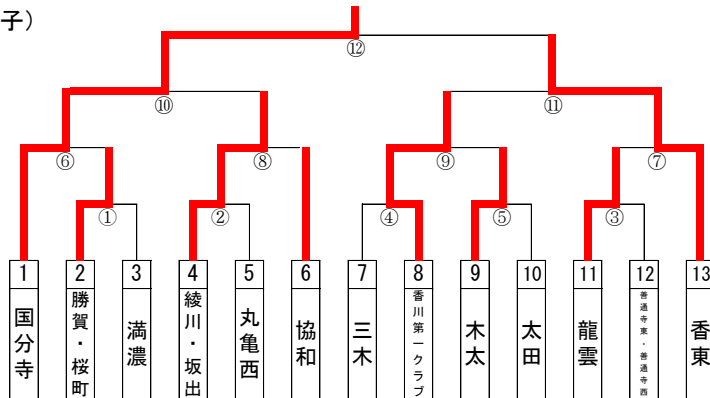 子）
⑫
⑩
⑪
⑥
⑧
⑨
⑦
①
②
④
⑤
③
1
2
3
4
5
6
7
8
9
10
11
12
13
国分寺
勝賀・桜町
満濃
綾川・坂出
丸亀西
協和
三木
香川第一クラブ
木太
太田
龍雲
善通寺東・善通寺西
香東